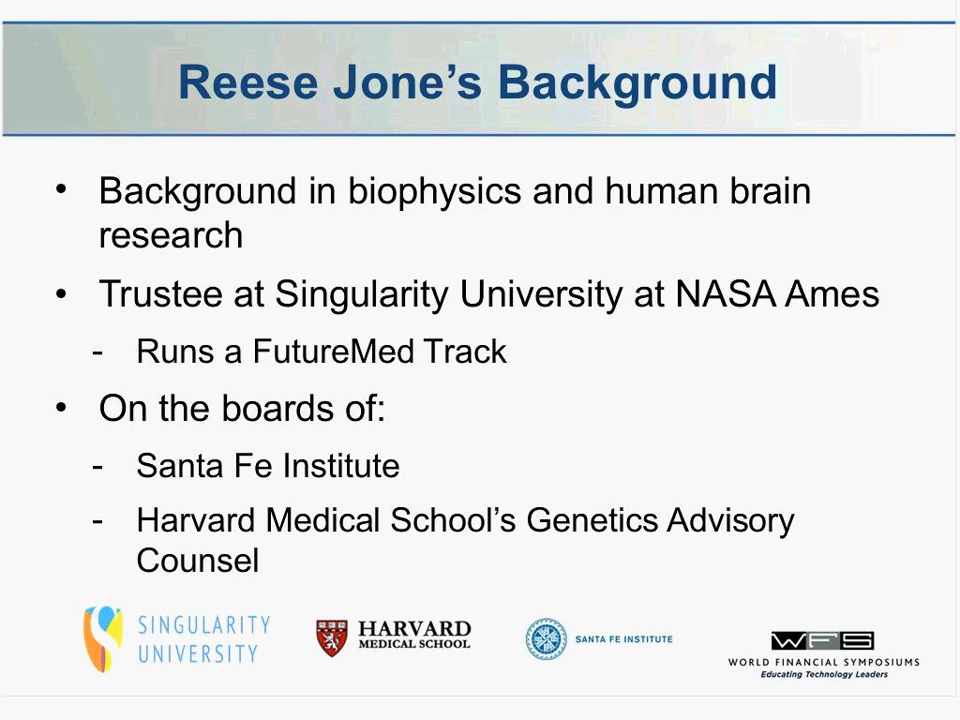 Reese Jone’s Background
• Background in biophysics and human brain
research
• Trustee at Singularity University at NASA Ames
- Runs a FutureMed Track
• On the boards of:
- Santa Fe Institute
- Harvard Medical School’s Genetics Advisory
Counsel
SINGULARITY
UNIVERSITY
HARVARD
MEDICAL SCHOOL
SANTA FE INSTITUTE
WFS
WORLD FINANCIAL SYMPOSIUMS
Educating Technology Leaders